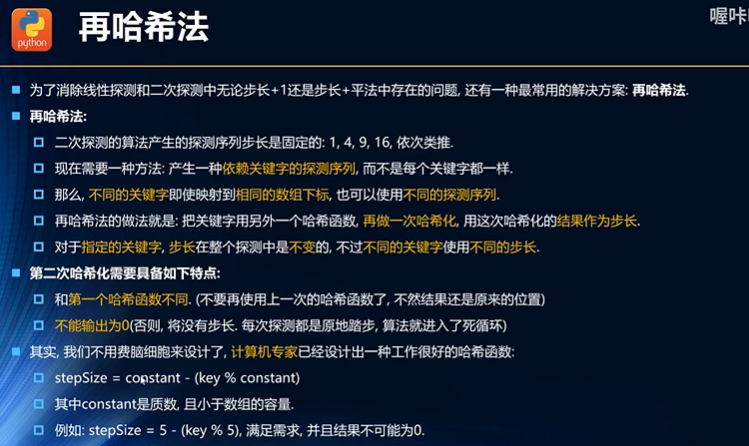 python
再哈希法
喔咔
为了消除线性探测和二次探测中无论步长+1还是步长+平法中存在的问题, 还有一种最常用的解决方案: 再哈希法.
再哈希法:
二次探测的算法产生的探测序列步长是固定的: 1, 4, 9, 16, 依次类推.
现在需要一种方法: 产生一种依赖关键字的探测序列, 而不是每个关键字都一样.
那么, 不同的关键字即使映射到相同的数组下标, 也可以使用不同的探测序列.
再哈希法的做法就是: 把关键字用另外一个哈希函数, 再做一次哈希化, 用这次哈希化的结果作为步长.
对于指定的关键字, 步长在整个探测中是不变的, 不过不同的关键字使用不同的步长.
第二次哈希化需要具备如下特点:
和第一个哈希函数不同. (不要再使用上一次的哈希函数了, 不然结果还是原来的位置)
不能输出为0(否则, 将没有步长. 每次探测都是原地踏步, 算法就进入了死循环)
其实, 我们不用费脑细胞来设计了, 计算机专家已经设计出一种工作很好的哈希函数:
stepSize = constant - (key % constant)
其中constant是质数, 且小于数组的容量.
例如: stepSize = 5 - (key % 5), 满足需求, 并且结果不可能为0.